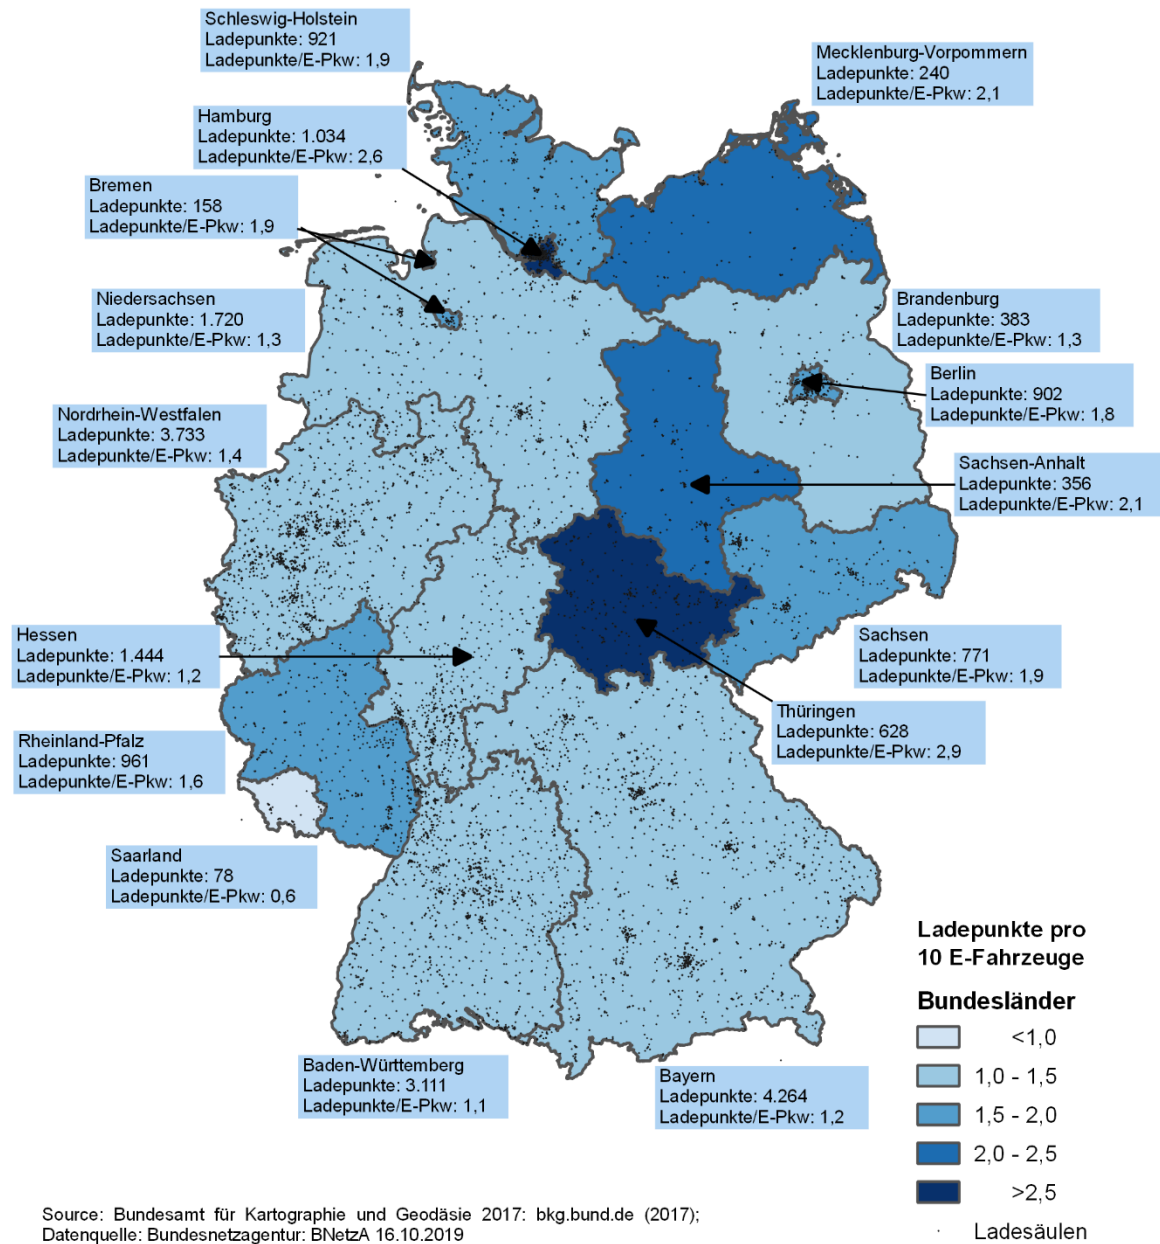 Schleswig-Holstein
Ladepunkte: 921
Ladepunkte/E-Pkw: 1,9
Mecklenburg-Vorpommern
Ladepunkte: 240
Ladepunkte/E-Pkw: 2,1
Hamburg
Ladepunkte: 1.034
Ladepunkte/E-Pkw: 2,6
Bremen
Ladepunkte: 158
Ladepunkte/E-Pkw: 1,9
Niedersachsen
Ladepunkte: 1.720
Ladepunkte/E-Pkw: 1,3
Brandenburg
Ladepunkte: 383
Ladepunkte/E-Pkw: 1,3
Berlin
Ladepunkte: 902
Ladepunkte/E-Pkw: 1,8
Nordrhein-Westfalen
Ladepunkte: 3.733
Ladepunkte/E-Pkw: 1,4
Sachsen-Anhalt
Ladepunkte: 356
Ladepunkte/E-Pkw: 2,1
Hessen
Ladepunkte: 1.444
Ladepunkte/E-Pkw: 1,2
Sachsen
Ladepunkte: 771
Ladepunkte/E-Pkw: 1,9
Thüringen
Ladepunkte: 628
Ladepunkte/E-Pkw: 2,9
Rheinland-Pfalz
Ladepunkte: 961
Ladepunkte/E-Pkw: 1,6
Saarland
Ladepunkte: 78
Ladepunkte/E-Pkw: 0,6
Baden-Württemberg
Ladepunkte: 3.111
Ladepunkte/E-Pkw: 1,1
Bayern
Ladepunkte: 4.264
Ladepunkte/E-Pkw: 1,2
Ladepunkte pro
10 E-Fahrzeuge
Bundesländer
<1,0
1,0 - 1,5
1,5 - 2,0
2,0 - 2,5
>2,5
Ladesäulen
Source: Bundesamt für Kartographie und Geodäsie 2017: bkg.bund.de (2017);
Datenquelle: Bundesnetzagentur: BNetzA 16.10.2019